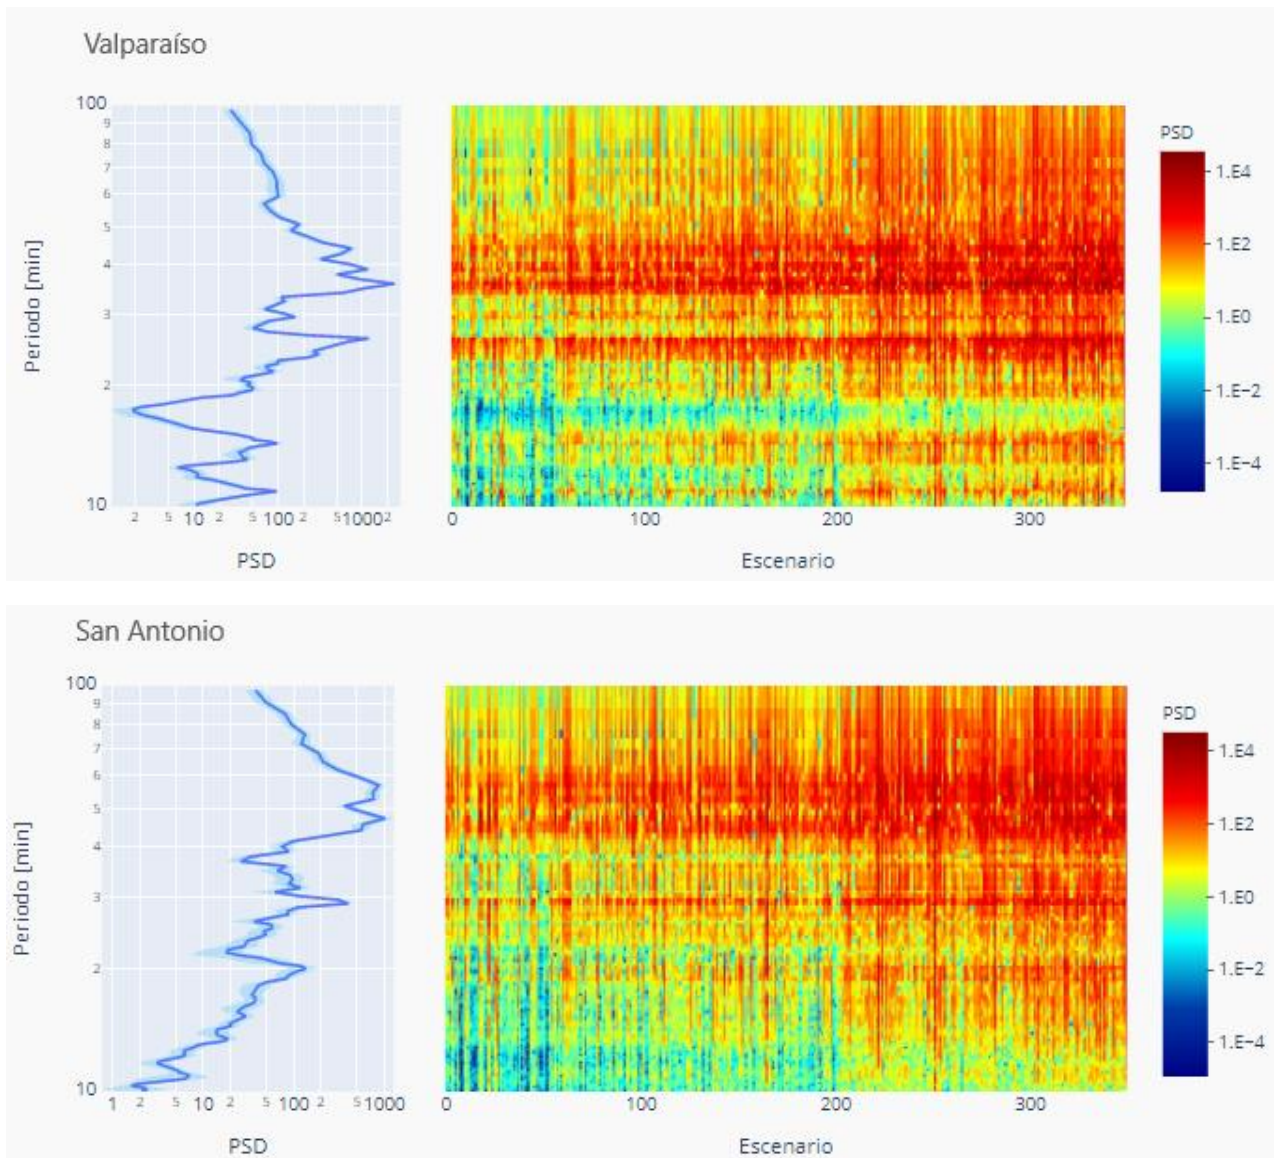 Valparaíso
100
9
8
7
6
5
4
3
2
10
Periodo [min]
2 5 10 2 5 100 2 5 1000 2
PSD
0 100 200 300
Escenario
PSD
1.E4
1.E2
1.E0
1.E−2
1.E−4
San Antonio
100
9
8
7
6
5
4
3
2
10
Periodo [min]
1 2 5 10 2 5 100 2 5 1000
PSD
0 100 200 300
Escenario
PSD
1.E4
1.E2
1.E0
1.E−2
1.E−4